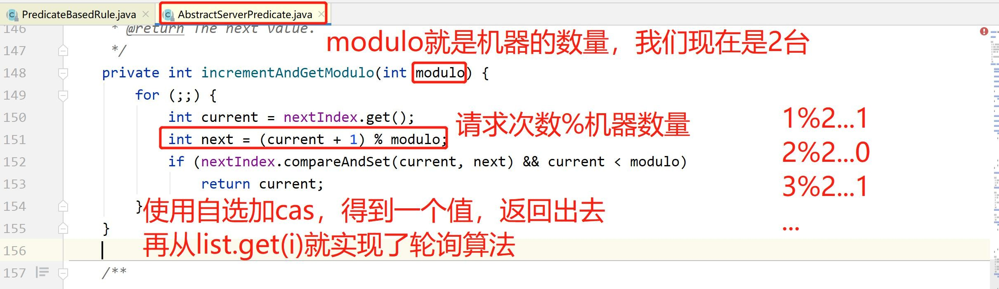 PredicateBasedRule.java
AbstractServerPredicate.java
146 * @return The next value.
modulo就是机器的数量，我们现在是2台
147 */
148 private int incrementAndGetModulo(int modulo) {
149 for (;;) {
150 int current = nextIndex.get();
请求次数%机器数量
1%2...1
151 int next = (current + 1) % modulo;
2%2...0
152 if (nextIndex.compareAndSet(current, next) && current < modulo)
3%2...1
153 return current;
154 }
使用自选加cas，得到一个值，返回出去
...
155 }
再从list.get(i)就实现了轮询算法
156
157 /**